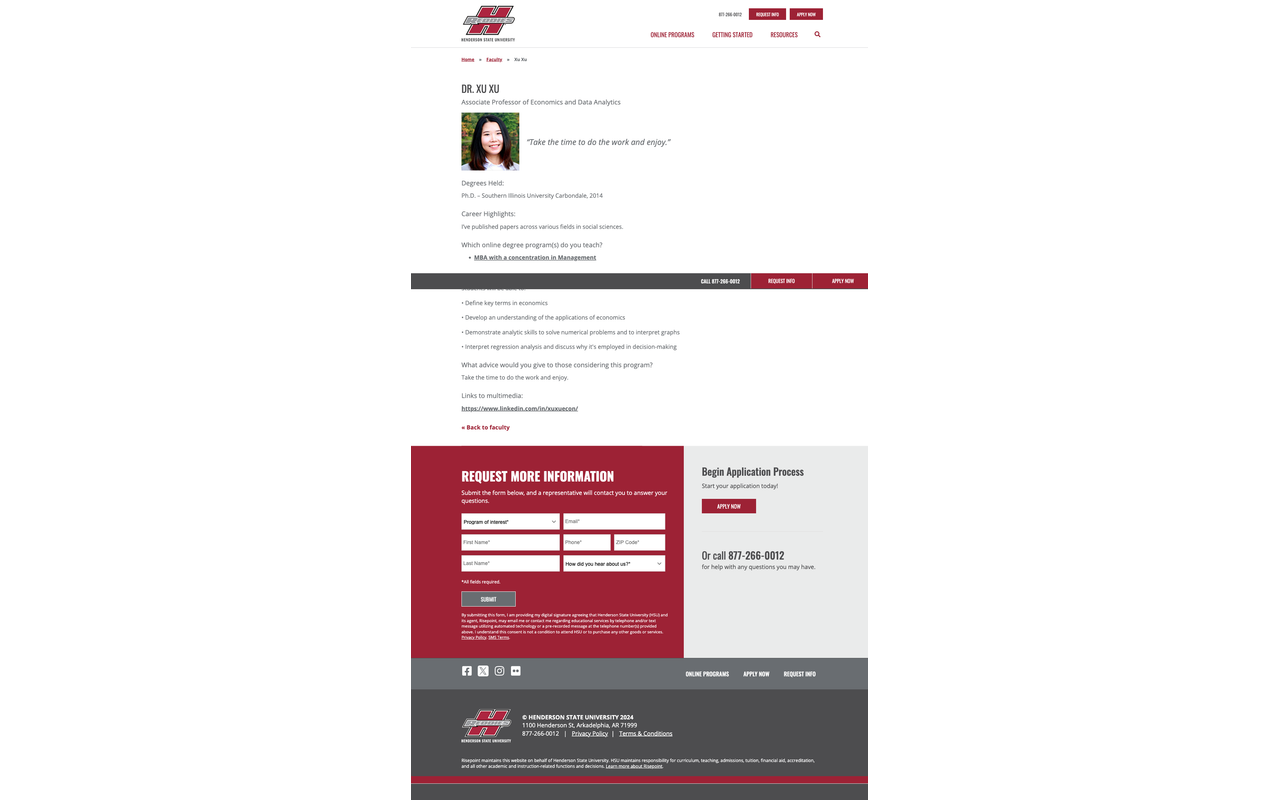 REDDIES
HENDERSON STATE UNIVERSITY
877-266-0012
REQUEST INFO
APPLY NOW
ONLINE PROGRAMS
GETTING STARTED
RESOURCES
Home » Faculty » Xu Xu
DR. XU XU
Associate Professor of Economics and Data Analytics
“Take the time to do the work and enjoy.”
Degrees Held:
Ph.D. – Southern Illinois University Carbondale, 2014
Career Highlights:
I've published papers across various fields in social sciences.
Which online degree program(s) do you teach?
• MBA with a concentration in Management
CALL 877-266-0012
REQUEST INFO
APPLY NOW
• Define key terms in economics
• Develop an understanding of the applications of economics
• Demonstrate analytic skills to solve numerical problems and to interpret graphs
• Interpret regression analysis and discuss why it's employed in decision-making
What advice would you give to those considering this program?
Take the time to do the work and enjoy.
Links to multimedia:
https://www.linkedin.com/in/xuxuecon/
« Back to faculty
REQUEST MORE INFORMATION
Submit the form below, and a representative will contact you to answer your
questions.
Program of interest*
Email*
First Name*
Phone*
ZIP Code*
Last Name*
How did you hear about us?*
*All fields required.
SUBMIT
By submitting this form, I am providing my digital signature agreeing that Henderson State University (HSU) and
its agent, Risepoint, may email me or contact me regarding educational services by telephone and/or text
message utilizing automated technology or a pre-recorded message at the telephone number(s) provided
above. I understand this consent is not a condition to attend HSU or to purchase any other goods or services.
Privacy Policy. SMS Terms.
Begin Application Process
Start your application today!
APPLY NOW
Or call 877-266-0012
for help with any questions you may have.
ONLINE PROGRAMS
APPLY NOW
REQUEST INFO
REDDIES
HENDERSON STATE UNIVERSITY
© HENDERSON STATE UNIVERSITY 2024
1100 Henderson St, Arkadelphia, AR 71999
877-266-0012 | Privacy Policy | Terms & Conditions
Risepoint maintains this website on behalf of Henderson State University. HSU maintains responsibility for curriculum, teaching, admissions, tuition, financial aid, accreditation,
and all other academic and instruction-related functions and decisions. Learn more about Risepoint.